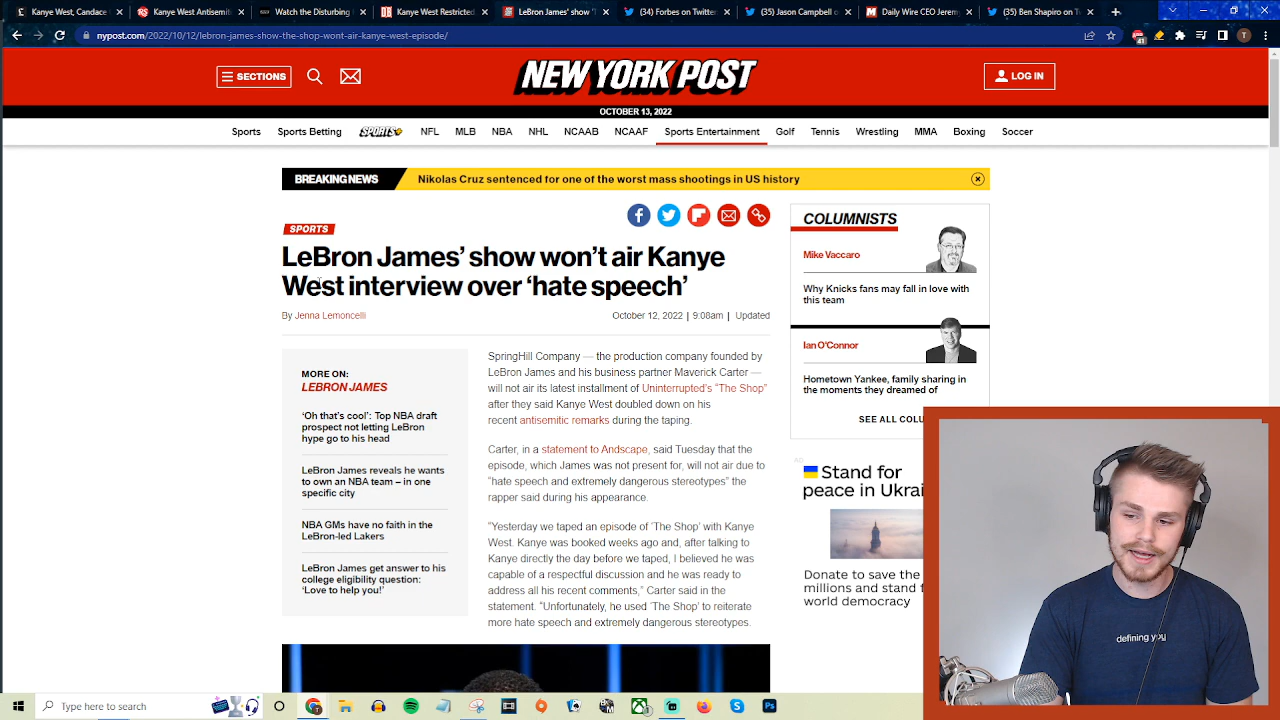 Kanye West, Candace
Kanye West Antisemit
Watch the Disturbing
Kanye West Restricted
LeBron James' show "T
(34) Forbes on Twitter
(35) Jason Campbell o
Daily Wire CEO Jerem
(35) Ben Shapiro on Tw
nypost.com/2022/10/12/lebron-james-show-the-shop-wont-air-kanye-west-episode/
41
T
SECTIONS
NEW YORK POST
LOG IN
OCTOBER 13, 2022
Sports Sports Betting SPORTS+ NFL MLB NBA NHL NCAAB NCAAF Sports Entertainment Golf Tennis Wrestling MMA Boxing Soccer
BREAKING NEWS Nikolas Cruz sentenced for one of the worst mass shootings in US history
SPORTS
LeBron James' show won't air Kanye
West interview over 'hate speech'
By Jenna Lemoncelli
October 12, 2022 | 9:08am | Updated
MORE ON:
LEBRON JAMES
'Oh that's cool': Top NBA draft
prospect not letting LeBron
hype go to his head
LeBron James reveals he wants
to own an NBA team – in one
specific city
NBA GMs have no faith in the
LeBron-led Lakers
LeBron James get answer to his
college eligibility question:
'Love to help you!'
SpringHill Company — the production company founded by
LeBron James and his business partner Maverick Carter —
will not air its latest installment of Uninterrupted's "The Shop"
after they said Kanye West doubled down on his
recent antisemitic remarks during the taping.
Carter, in a statement to Andscape, said Tuesday that the
episode, which James was not present for, will not air due to
"hate speech and extremely dangerous stereotypes" the
rapper said during his appearance.
"Yesterday we taped an episode of 'The Shop' with Kanye
West. Kanye was booked weeks ago and, after talking to
Kanye directly the day before we taped, I believed he was
capable of a respectful discussion and he was ready to
address all his recent comments," Carter said in the
statement. "Unfortunately, he used 'The Shop' to reiterate
more hate speech and extremely dangerous stereotypes.
COLUMNISTS
Mike Vaccaro
Why Knicks fans may fall in love with
this team
Ian O'Connor
Hometown Yankee, family sharing in
the moments they dreamed of
SEE ALL COLU
AD
Stand for
peace in Ukrai
Donate to save the
millions and stand f
world democracy
defining you
Type here to search